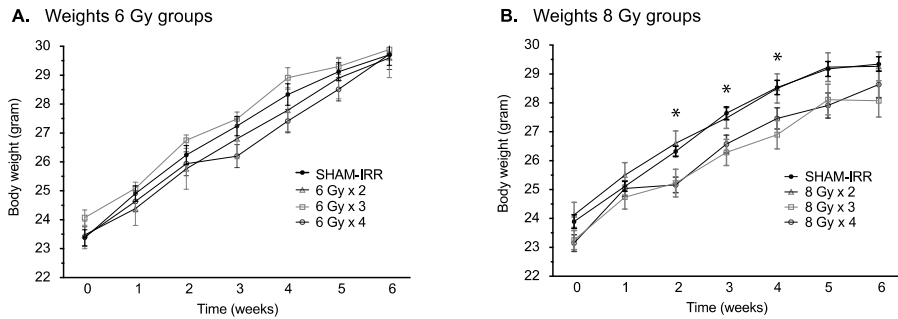 A. Weights 6 Gy groups
30
29
28
27
26
25
24
23
22
Body weight (gram)
SHAM-IRR
6 Gy x 2
6 Gy x 3
6 Gy x 4
0 1 2 3 4 5 6
Time (weeks)
B. Weights 8 Gy groups
30
29
28
27
26
25
24
23
22
Body weight (gram)
* * *
SHAM-IRR
8 Gy x 2
8 Gy x 3
8 Gy x 4
0 1 2 3 4 5 6
Time (weeks)